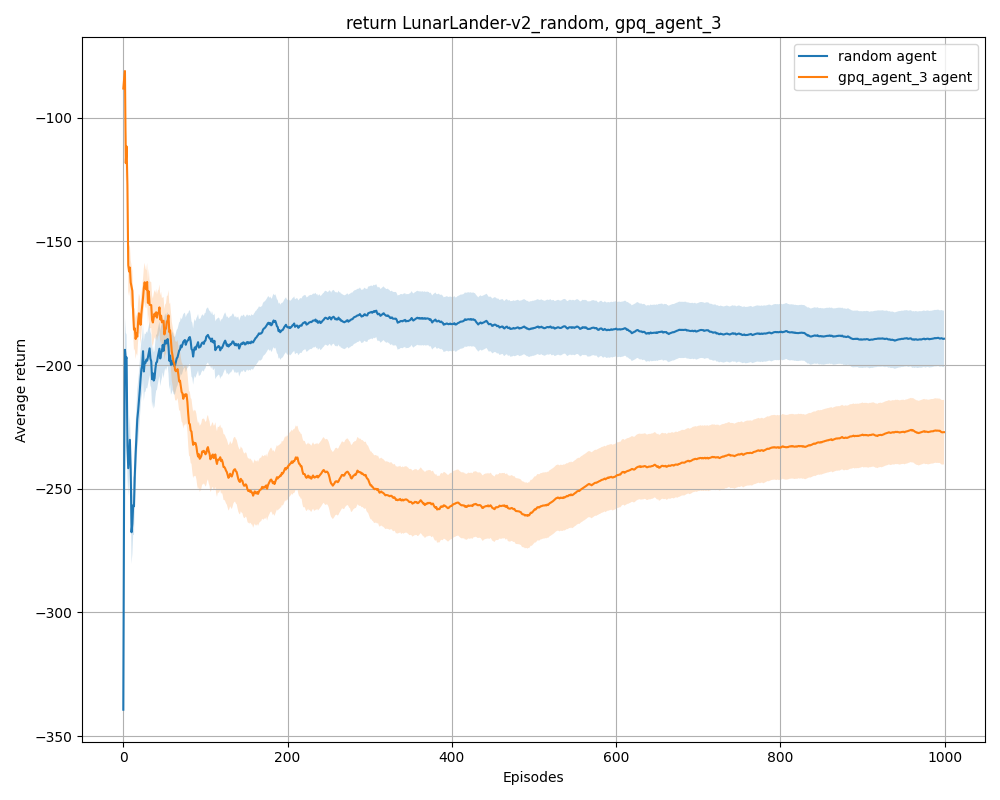 return LunarLander-v2_random, gpq_agent_3
random agent
gpq_agent_3 agent
Average return
−100
−150
−200
−250
−300
−350
0
200
400
600
800
1000
Episodes